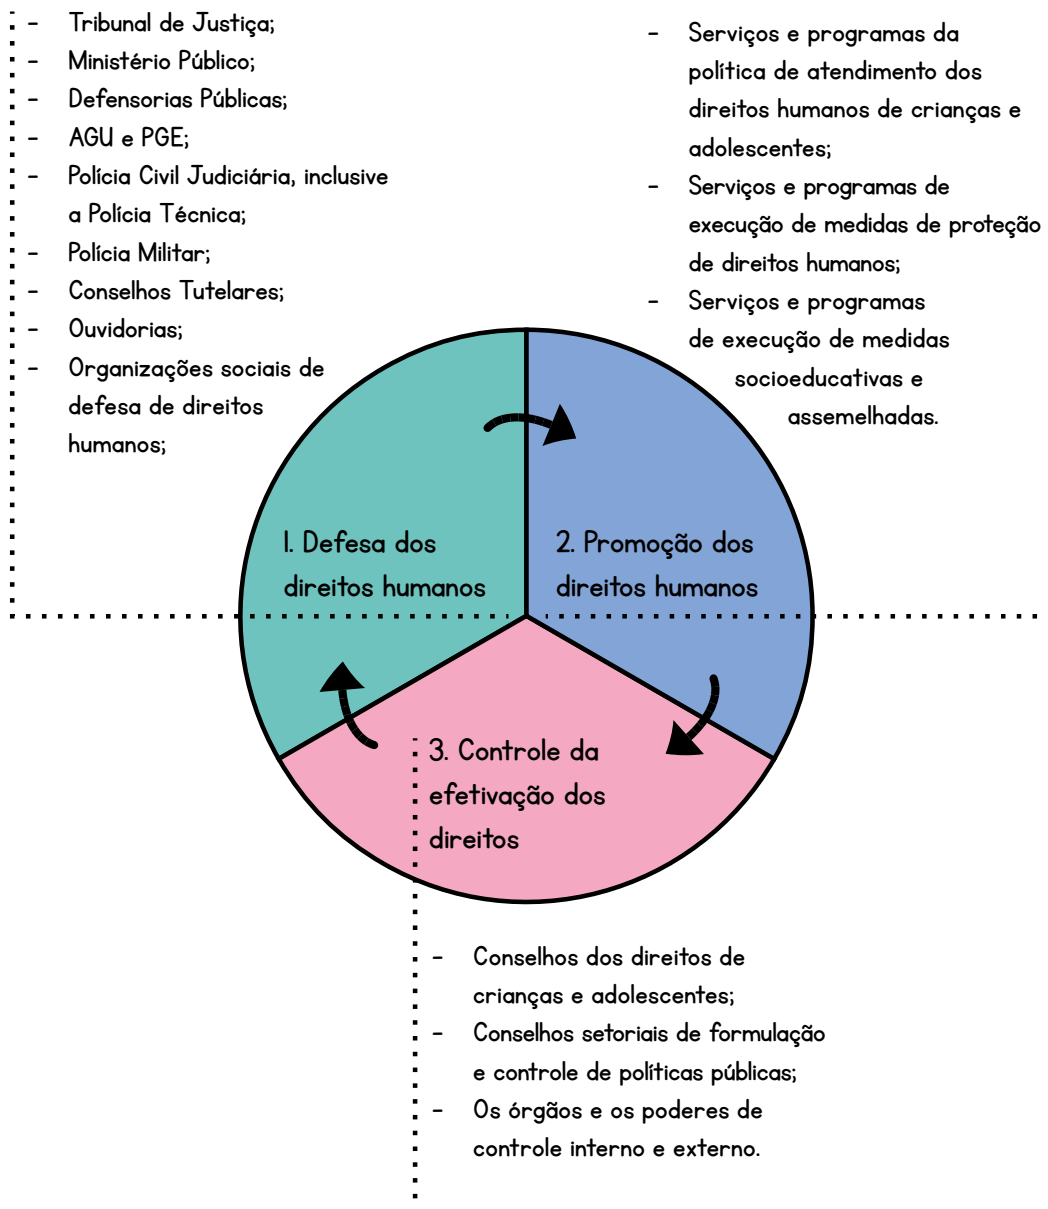 - Tribunal de Justiça;
- Ministério Público;
- Defensorias Públicas;
- AGU e PGE;
- Polícia Civil Judiciária, inclusive
a Polícia Técnica;
- Polícia Militar;
- Conselhos Tutelares;
- Ouvidorias;
- Organizações sociais de
defesa de direitos
humanos;
- Serviços e programas da
política de atendimento dos
direitos humanos de crianças e
adolescentes;
- Serviços e programas de
execução de medidas de proteção
de direitos humanos;
- Serviços e programas
de execução de medidas
socioeducativas e
assemelhadas.
1. Defesa dos
direitos humanos
2. Promoção dos
direitos humanos
3. Controle da
efetivação dos
direitos
- Conselhos dos direitos de
crianças e adolescentes;
- Conselhos setoriais de formulação
e controle de políticas públicas;
- Os órgãos e os poderes de
controle interno e externo.